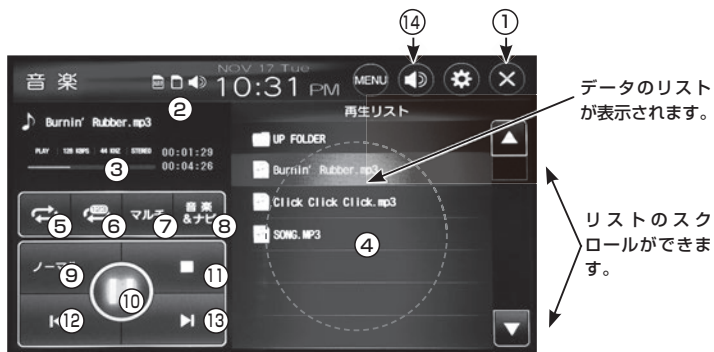 ⑭ ①
音楽
NOV 17 Tue
10:31 PM
MENU
②
Burnin' Rubber.mp3
PLAY 128 KBPS 44 KHZ STEREO
00:01:29
00:04:26
③
再生リスト
UP FOLDER
Burnin' Rubber.mp3
Click Click Click.mp3
SONG.MP3
④
⑤ ⑥
マルチ
⑦
音楽
&ナビ
⑧
⑨ ⑩ ⑪
⑫ ⑬
データのリスト
が表示されます。
リストのスク
ロールができま
す。